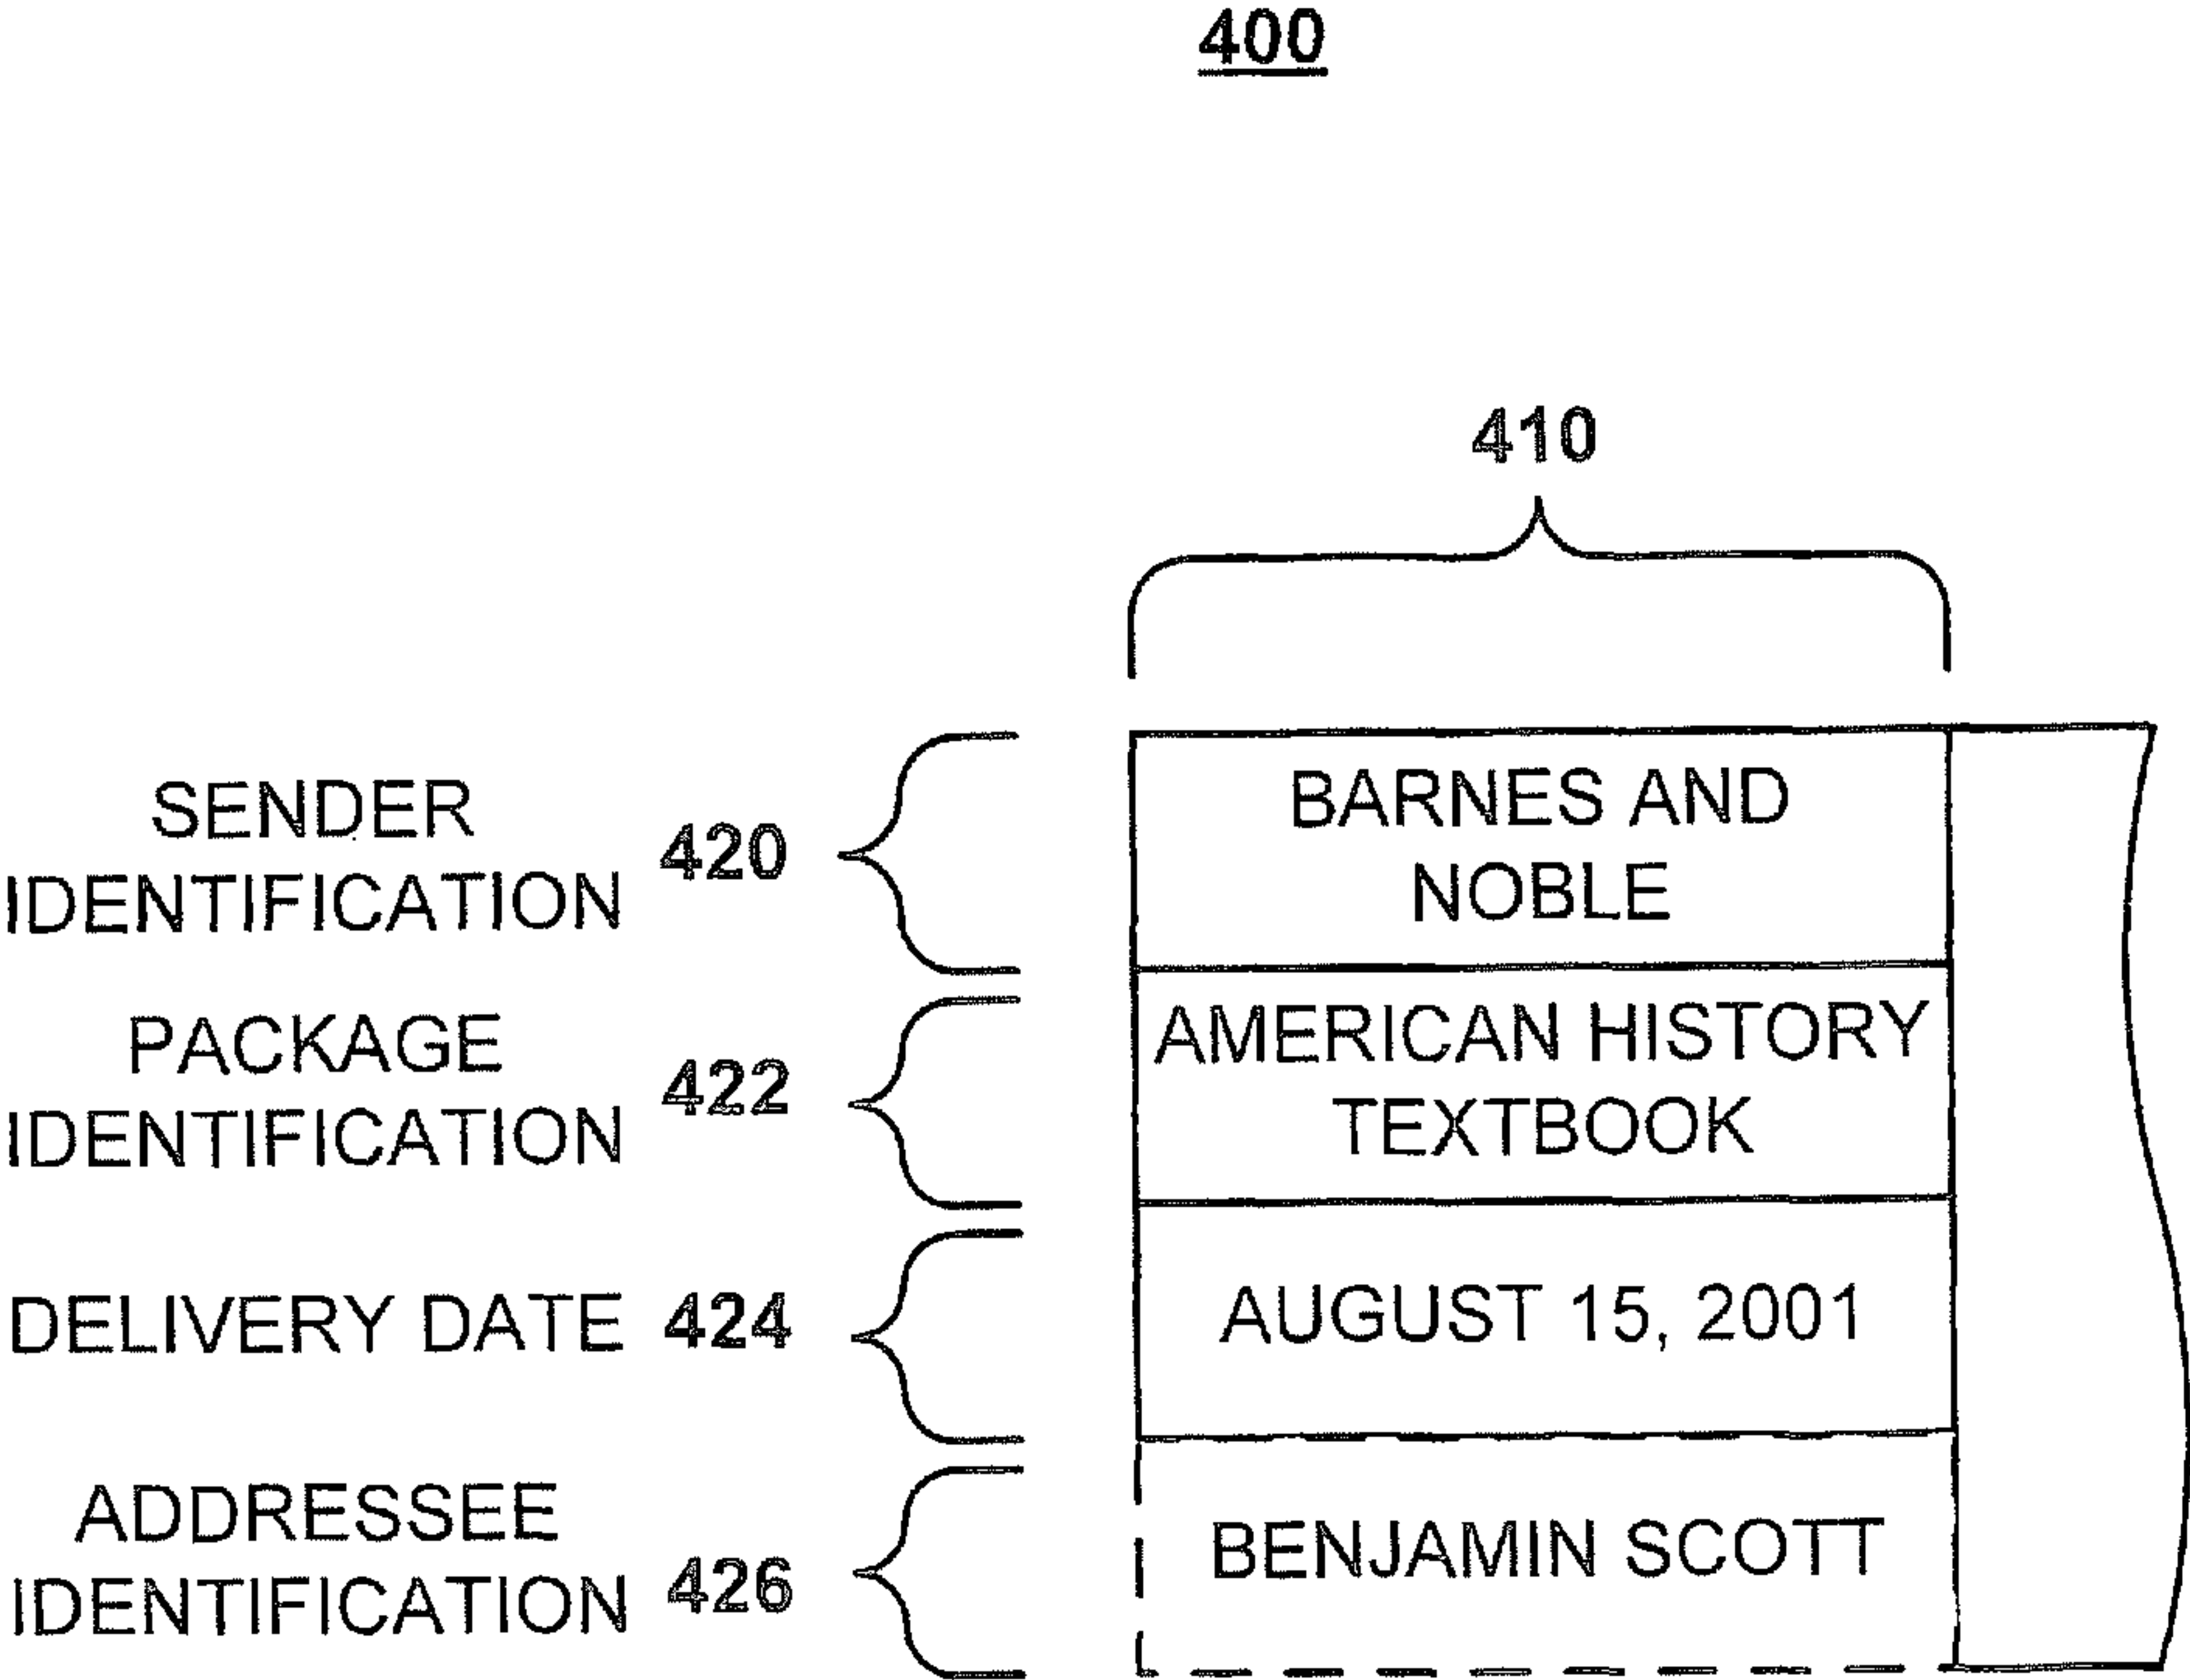 400
410
SENDER
IDENTIFICATION
420
BARNES AND
NOBLE
PACKAGE
IDENTIFICATION
422
AMERICAN HISTORY
TEXTBOOK
DELIVERY DATE 424
AUGUST 15, 2001
ADDRESSEE
IDENTIFICATION
426
BENJAMIN SCOTT